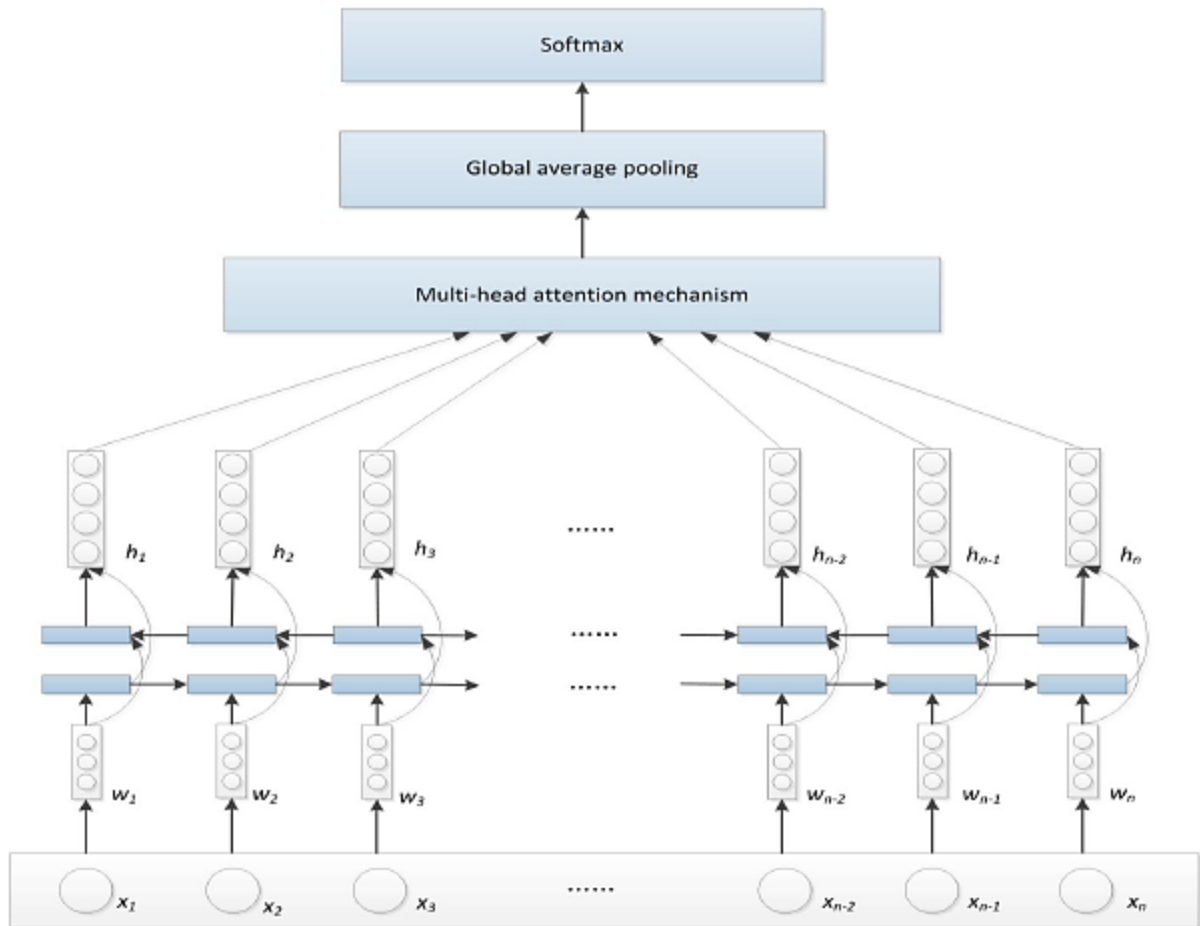 Softmax
Global average pooling
Multi-head attention mechanism
h₁ h₂ h₃ ...... hₙ₋₂ hₙ₋₁ hₙ
......
......
w₁ w₂ w₃ wₙ₋₂ wₙ₋₁ wₙ
x₁ x₂ x₃ ...... xₙ₋₂ xₙ₋₁ xₙ